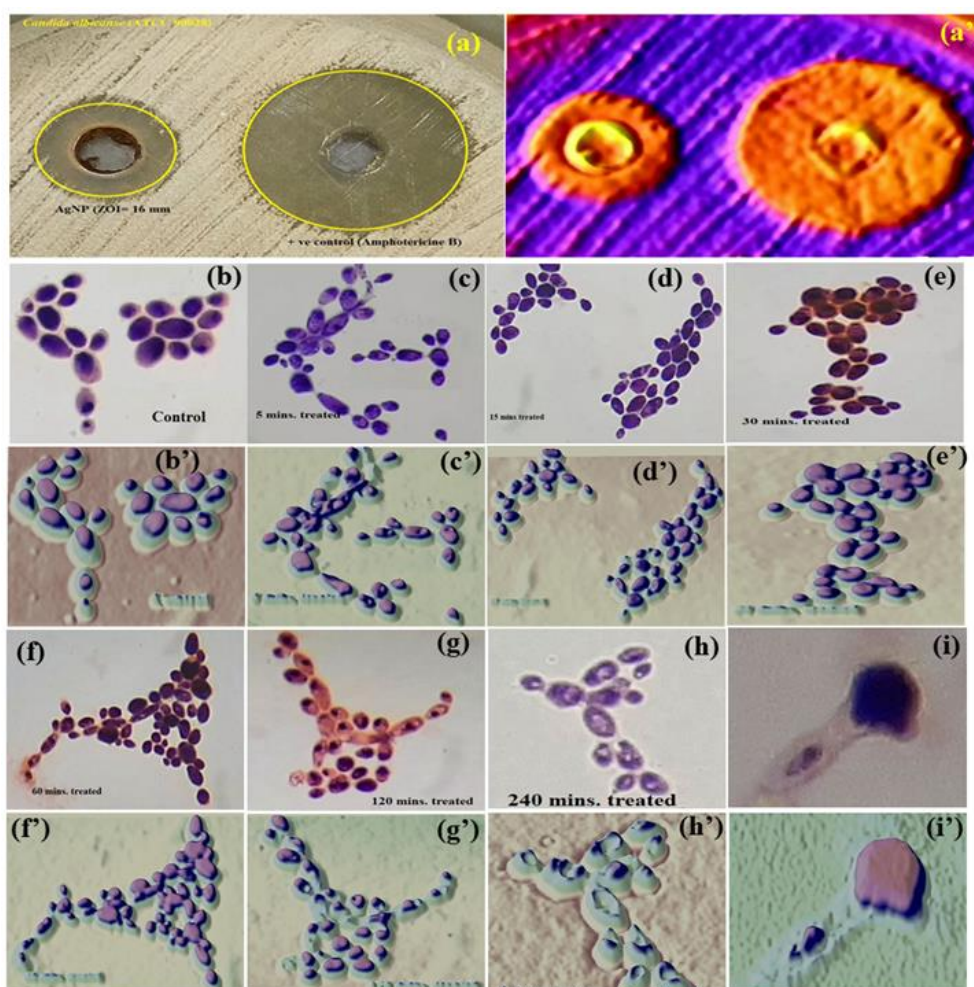 Candida albicanse (ATCC 90028)
(a)
(a'
AgNP (ZOI= 16 mm
+ ve control (Amphotericine B)
(b)
(c)
(d)
(e)
Control
5 mins. treated
15 mins treated
30 mins. treated
(b')
(c')
(d')
(e')
(f)
(g)
(h)
(i)
60 mins. treated
120 mins. treated
240 mins. treated
(f')
(g')
(h')
(i')